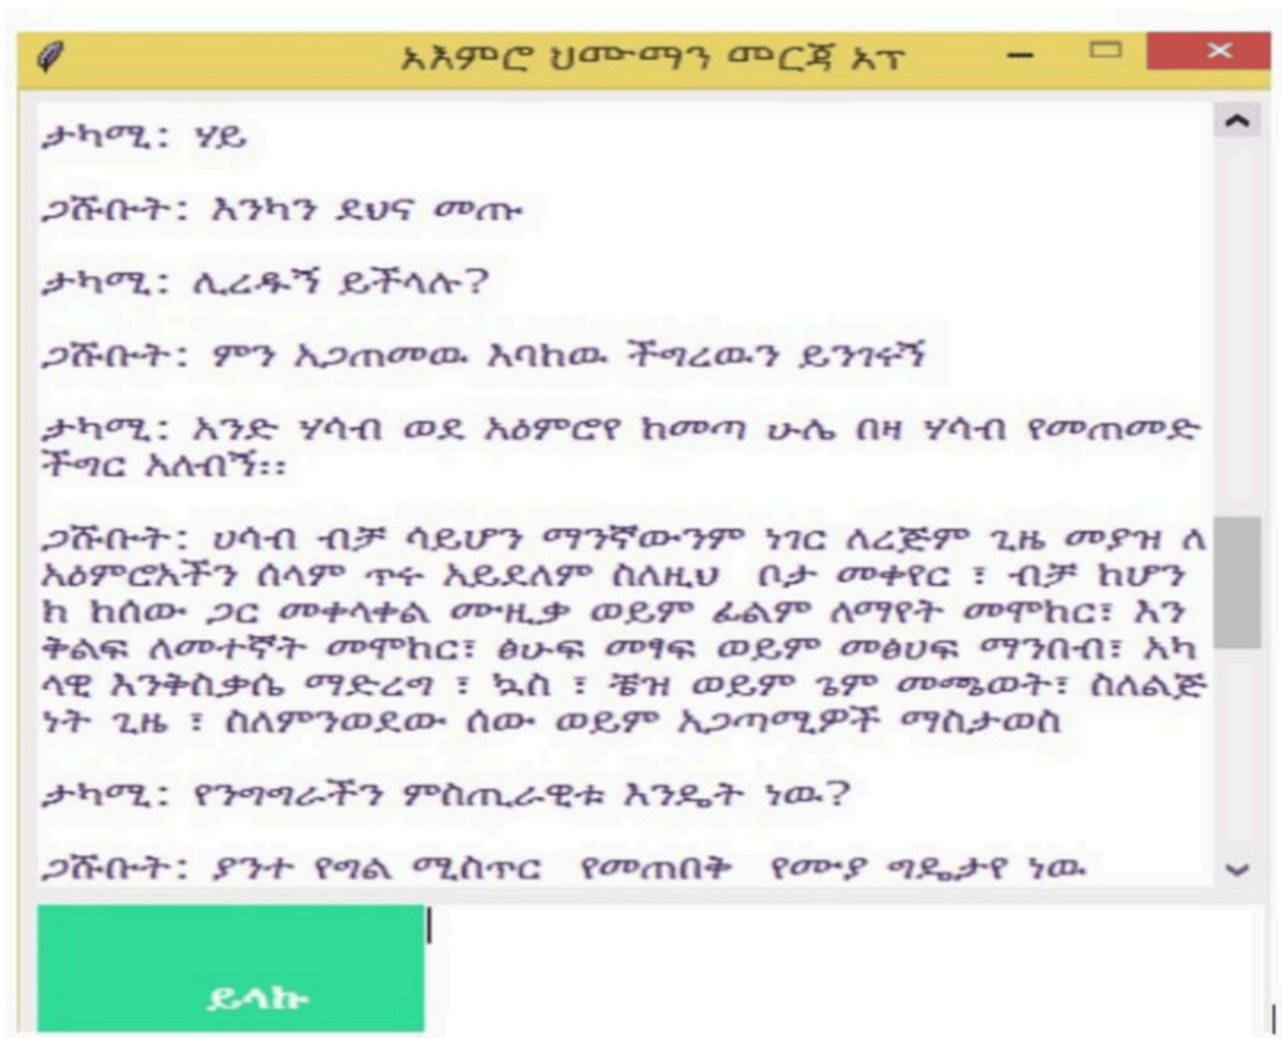 አእምሮ ህሙማን መርጃ አፕ
ታካሚ: ሃይ
ጋሹቡት: እንካን ደህና መጡ
ታካሚ: ሊረዱኝ ይችላሉ?
ጋሹቡት: ምን አጋጠመዉ እባከዉ ችግረዉን ይንገሩኝ
ታካሚ: አንድ ሃሳብ ወደ አዕምሮየ ከመጣ ሁሌ በዛ ሃሳብ የመጠመድ
ችግር አለብኝ፡፡
ጋሹቡት: ሀሳብ ብቻ ሳይሆን ማንኛውንም ነገር ለረጅም ጊዜ መያዝ ለ
አዕምሮአችን ሰላም ጥሩ አይደለም ስለዚህ ቦታ መቀየር ፣ ብቻ ከሆን
ክ ከሰው ጋር መቀላቀል ሙዚቃ ወይም ፊልም ለማየት መሞከር፣ እን
ቅልፍ ለመተኛት መሞከር፣ ፅሁፍ መፃፍ ወይም መፅሀፍ ማንበብ፣ አካ
ላዊ እንቅስቃሴ ማድረግ ፣ ኳስ ፣ ቼዝ ወይም ጌም መጫወት፣ ስለልጅ
ነት ጊዜ ፣ ስለምንወደው ሰው ወይም አጋጣሚዎች ማስታወስ
ታካሚ: የንግግራችን ምስጢራዊቱ እንዴት ነዉ?
ጋሹቡት: ያንተ የግል ሚስጥር የመጠበቅ የሙያ ግዴታየ ነዉ
ይላኩ